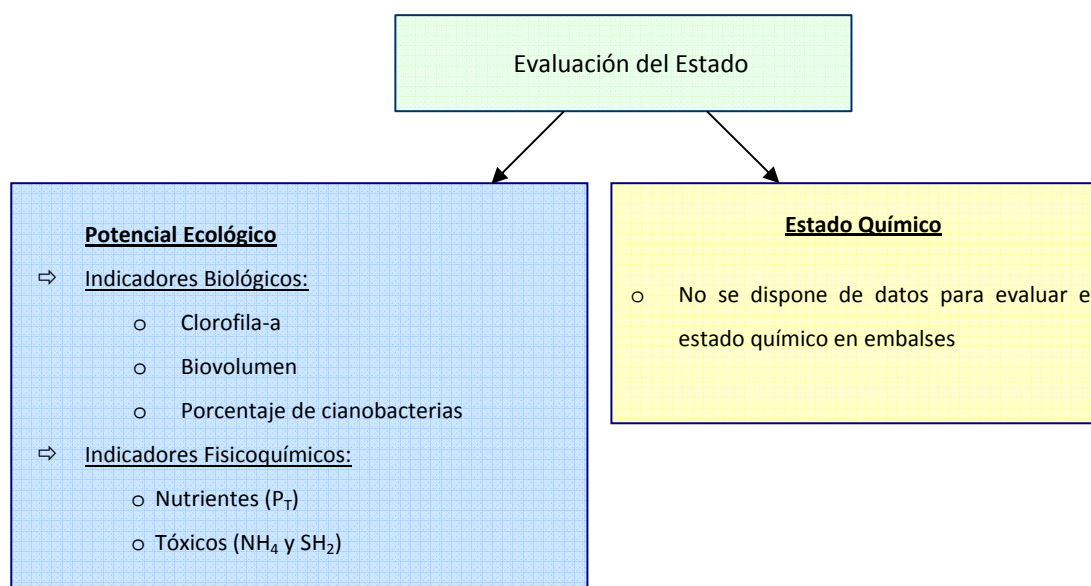 Evaluación del Estado
Potencial Ecológico
⇨ Indicadores Biológicos:
o Clorofila-a
o Biovolumen
o Porcentaje de cianobacterias
⇨ Indicadores Fisicoquímicos:
o Nutrientes (P_T)
o Tóxicos (NH₄ y SH₂)
Estado Químico
o No se dispone de datos para evaluar e
estado químico en embalses